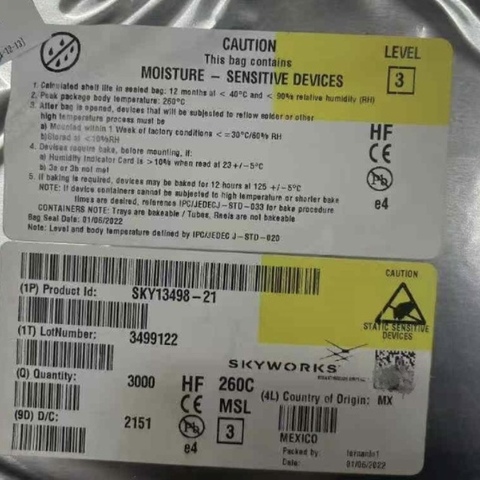 CAUTION
This bag contains
MOISTURE - SENSITIVE DEVICES
LEVEL
3
1. Calculated shelf life in sealed bag: 12 months at < 40°C and < 90% relative humidity (RH)
2. Peak package body temperature: 260°C
3. After bag is opened, devices that will be subjected to reflow solder or other
high temperature process must be
a) Mounted within 1 Week of factory conditions <=30°C/60% RH
b)Stored at <10%RH
4. Devices require bake, before mounting, if:
a) Humidity Indicator Card is > 10% when read at 23 +/-5°C
b) 3a or 3b not met
5. If baking is required, devices may be baked for 12 hours at 125 +/-5°C
NOTE: If device containers cannot be subjected to high temperature or shorter bake
times are desired, reference IPC/JEDEC J-STD-033 for bake procedure
CONTAINERS NOTE: Trays are bakeable / Tubes, Reels are not bakeable
Bag Seal Date: 01/06/2022
Note: Level and body temperature defined by IPC/JEDEC J-STD-020
HF
CE
Pb
e4
(1P) Product Id: SKY13498-21
(1T) LotNumber: 3499122
(Q) Quantity: 3000
(9D) D/C: 2151
HF
CE
Pb
e4
260C
MSL
3
SKYWORKS
CAUTION
STATIC SENSITIVE
DEVICES
(4L) Country of Origin: MX
MEXICO
Packed by:
Date: 01/06/2022